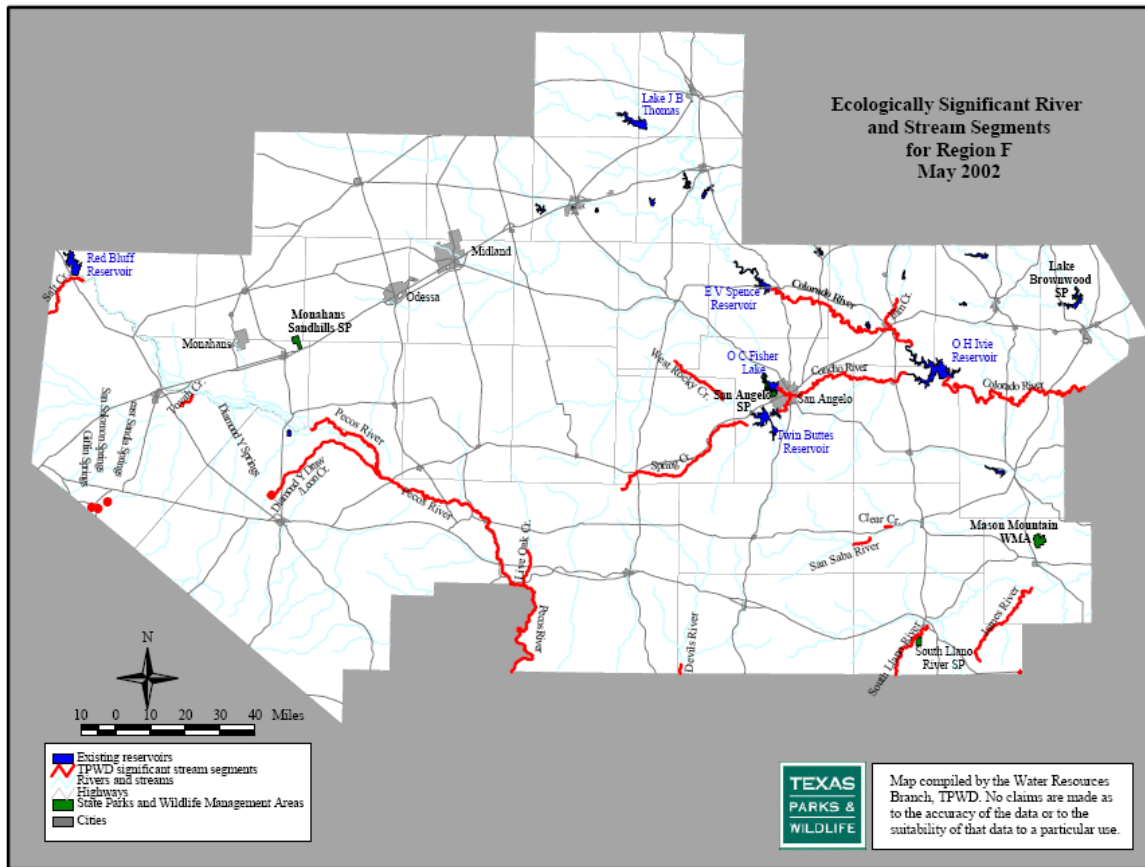 Ecologically Significant River
and Stream Segments
for Region F
May 2002
Lake J B
Thomas
Red Bluff
Reservoir
Salt Cr.
Midland
Odessa
Monahans
Sandhills SP
Monahans
E V Spence
Reservoir
Colorado River
Elm Cr.
Lake
Brownwood
SP
O H Ivie
Reservoir
O C Fisher
Lake
West Rocky Cr.
Concho River
Colorado River
San Angelo
SP
San Angelo
Twin Buttes
Reservoir
Spring Cr.
Toyah Cr.
Diamond Y Springs
East Sandia Springs
San Solomon Springs
Giffin Springs
Pecos River
Diamond Y Draw
/Leon Cr.
Pecos River
Live Oak Cr.
Pecos River
Clear Cr.
San Saba River
Mason Mountain
WMA
Devils River
South Llano River
South Llano
River SP
James River
N
10 0 10 20 30 40 Miles
Existing reservoirs
TPWD significant stream segments
Rivers and streams
Highways
State Parks and Wildlife Management Areas
Cities
TEXAS
PARKS &
WILDLIFE
Map compiled by the Water Resources
Branch, TPWD. No claims are made as
to the accuracy of the data or to the
suitability of that data to a particular use.